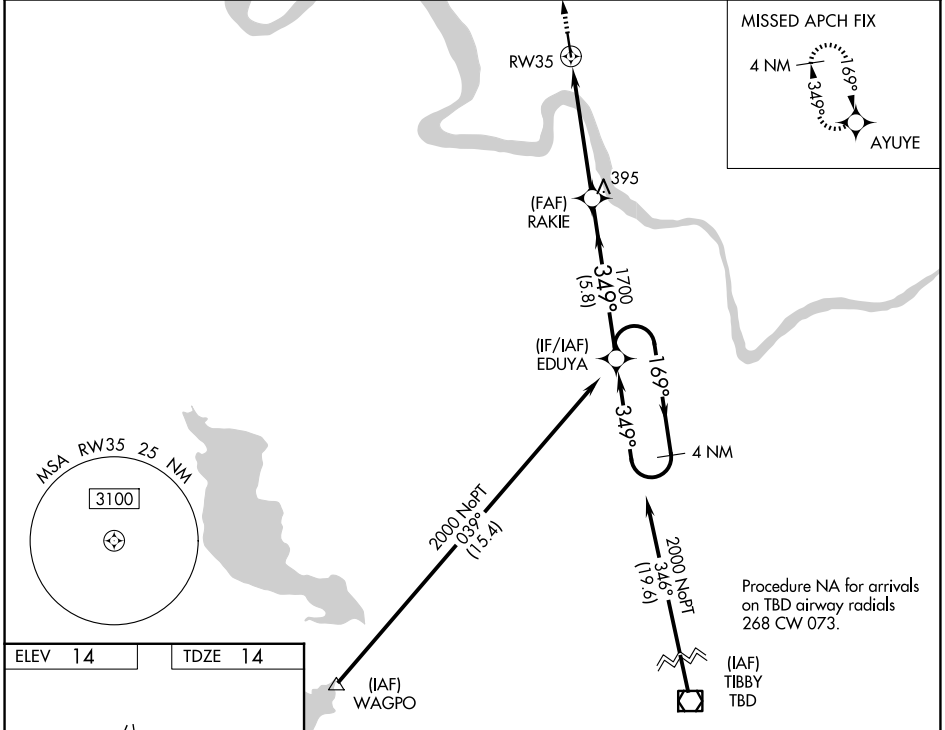 MISSED APCH FIX
4 NM
169°
349°
AYUYE
RW35
395
(FAF)
RAKIE
1700
349°
(5.8)
(IF/IAF)
EDUYA
169°
349°
4 NM
MSA RW35 25 NM
3100
2000 NoPT
039°
(15.4)
2000 NoPT
346°
(19.6)
Procedure NA for arrivals
on TBD airway radials
268 CW 073.
ELEV 14
TDZE 14
(IAF)
WAGPO
(IAF)
TIBBY
TBD